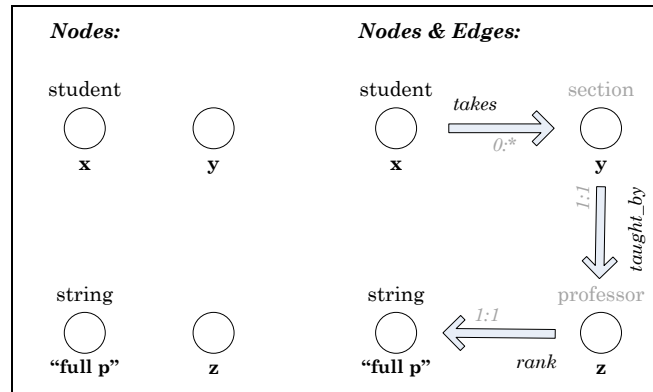 Nodes:
student
x
y
string
“full p”
z
Nodes & Edges:
student
x
takes
0:*
section
y
1:1
taught_by
professor
z
1:1
rank
string
“full p”